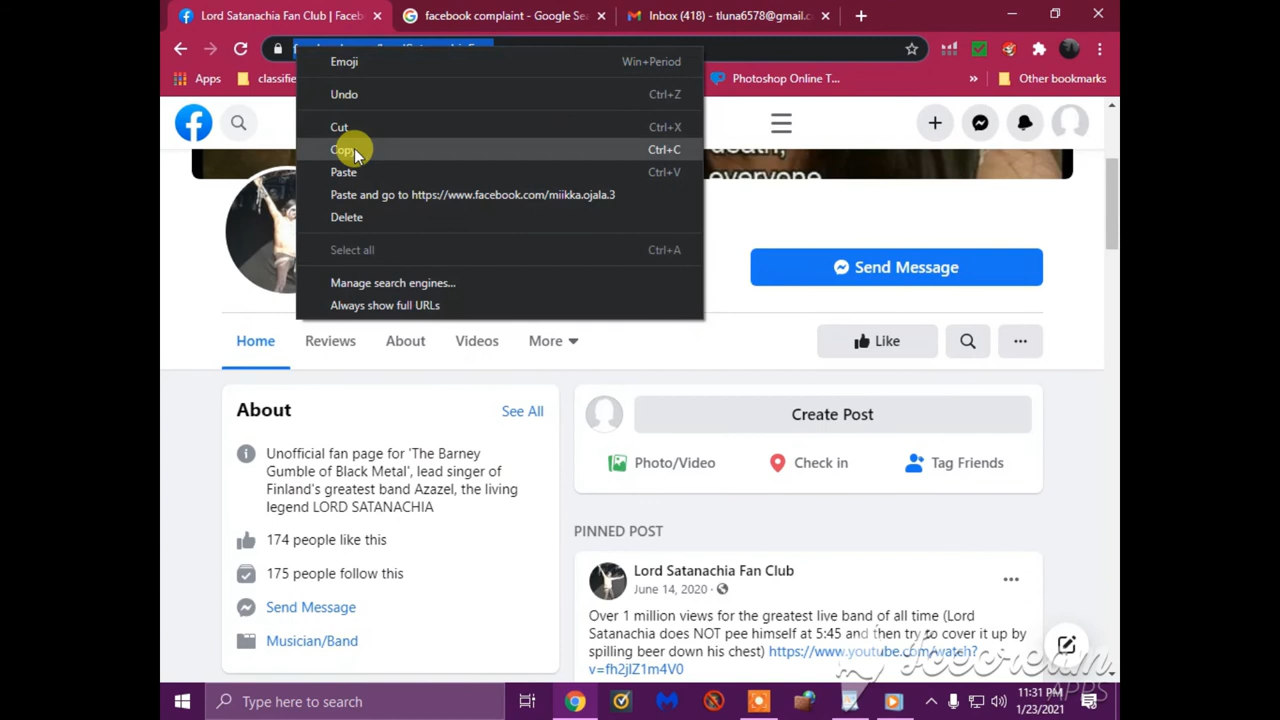 Lord Satanachia Fan Club | Faceb
facebook complaint - Google Sea
Inbox (418) - tluna6578@gmail.c
Apps
classifie
Photoshop Online T...
»
Other bookmarks
Emoji Win+Period
Undo Ctrl+Z
Cut Ctrl+X
Copy Ctrl+C
Paste Ctrl+V
Paste and go to https://www.facebook.com/miikka.ojala.3
Delete
Select all Ctrl+A
Manage search engines...
Always show full URLs
everyone
Send Message
Home Reviews About Videos More
Like
About See All
Unofficial fan page for 'The Barney
Gumble of Black Metal', lead singer of
Finland's greatest band Azazel, the living
legend LORD SATANACHIA
174 people like this
175 people follow this
Send Message
Musician/Band
Create Post
Photo/Video Check in Tag Friends
PINNED POST
Lord Satanachia Fan Club
June 14, 2020 ·
Over 1 million views for the greatest live band of all time (Lord
Satanachia does NOT pee himself at 5:45 and then try to cover it up by
spilling beer down his chest) https://www.youtube.com/watch?
v=fh2jlZ1m4V0
Icecream
APPS
Type here to search
11:31 PM
1/23/2021